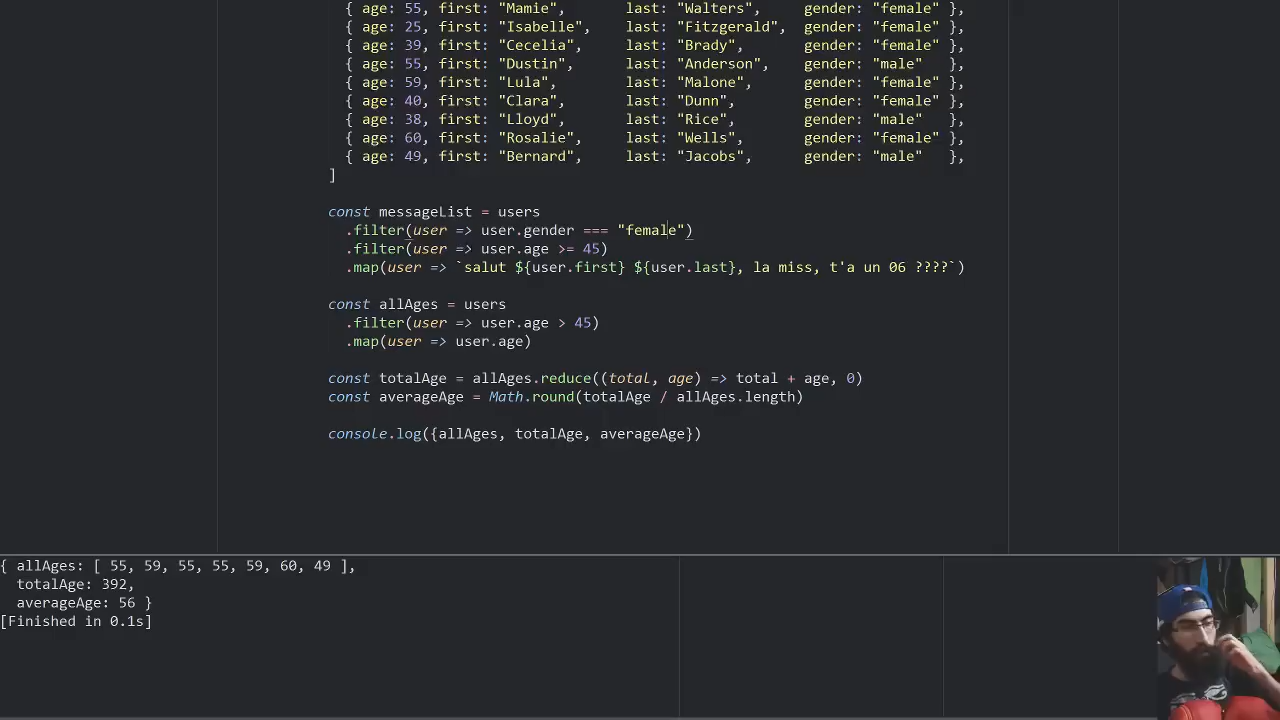 { age: 55, first: "Mamie", last: "Walters", gender: "female" },
{ age: 25, first: "Isabelle", last: "Fitzgerald", gender: "female" },
{ age: 39, first: "Cecelia", last: "Brady", gender: "female" },
{ age: 55, first: "Dustin", last: "Anderson", gender: "male" },
{ age: 59, first: "Lula", last: "Malone", gender: "female" },
{ age: 40, first: "Clara", last: "Dunn", gender: "female" },
{ age: 38, first: "Lloyd", last: "Rice", gender: "male" },
{ age: 60, first: "Rosalie", last: "Wells", gender: "female" },
{ age: 49, first: "Bernard", last: "Jacobs", gender: "male" },
]
const messageList = users
.filter(user => user.gender === "female")
.filter(user => user.age >= 45)
.map(user => `salut ${user.first} ${user.last}, la miss, t'a un 06 ????`)
const allAges = users
.filter(user => user.age > 45)
.map(user => user.age)
const totalAge = allAges.reduce((total, age) => total + age, 0)
const averageAge = Math.round(totalAge / allAges.length)
console.log({allAges, totalAge, averageAge})
{ allAges: [ 55, 59, 55, 55, 59, 60, 49 ],
totalAge: 392,
averageAge: 56 }
[Finished in 0.1s]